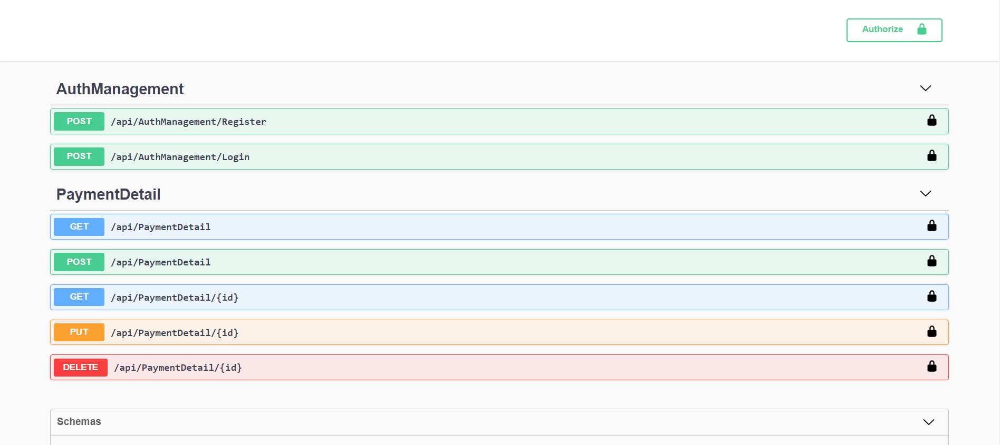 Authorize
AuthManagement
POST /api/AuthManagement/Register
POST /api/AuthManagement/Login
PaymentDetail
GET /api/PaymentDetail
POST /api/PaymentDetail
GET /api/PaymentDetail/{id}
PUT /api/PaymentDetail/{id}
DELETE /api/PaymentDetail/{id}
Schemas